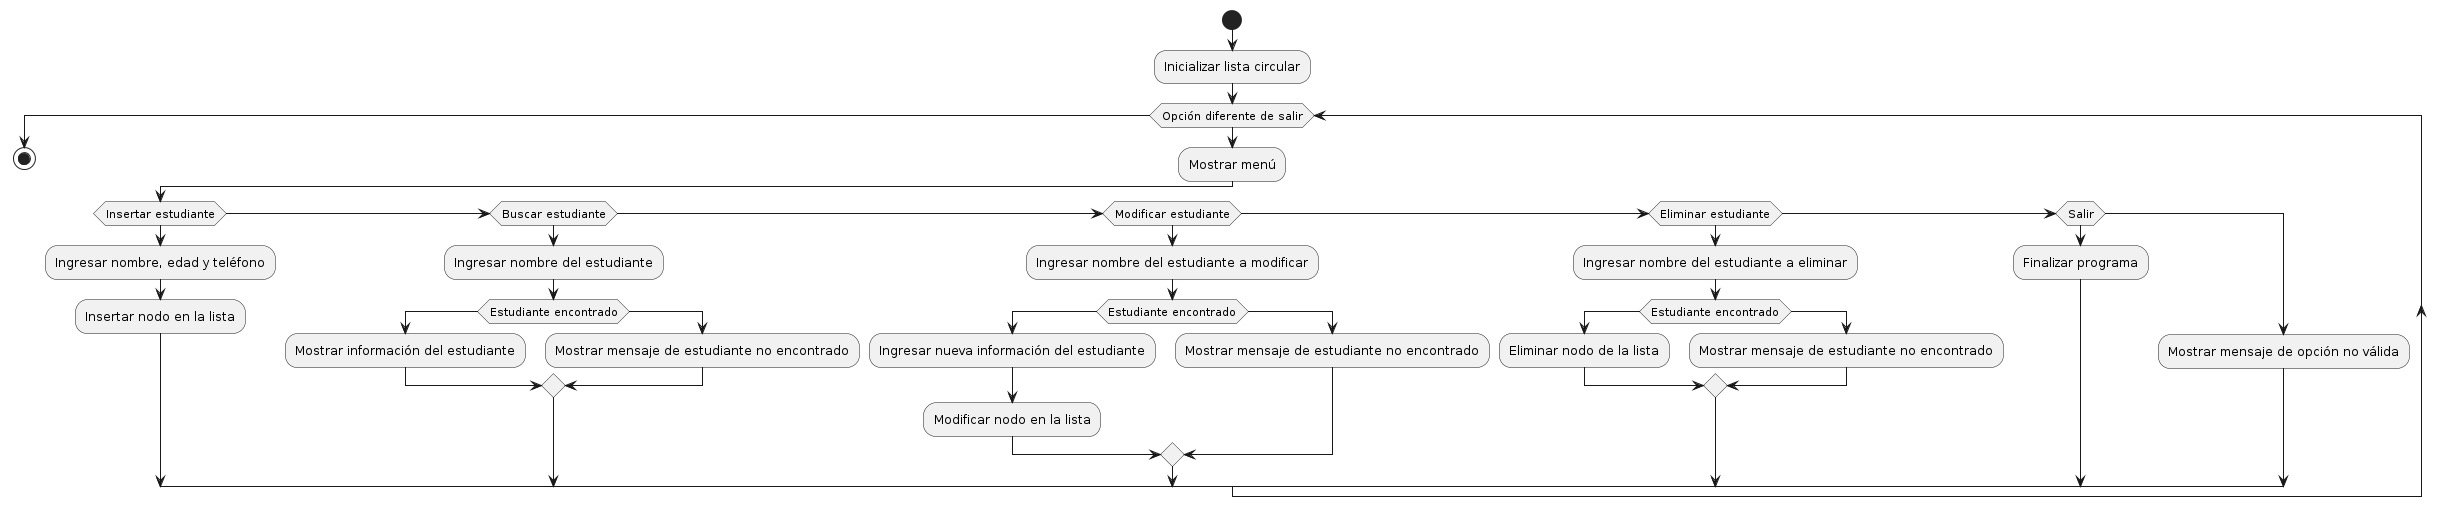 Inicializar lista circular
Opción diferente de salir
Mostrar menú
Insertar estudiante
Ingresar nombre, edad y teléfono
Insertar nodo en la lista
Buscar estudiante
Ingresar nombre del estudiante
Estudiante encontrado
Mostrar información del estudiante
Mostrar mensaje de estudiante no encontrado
Modificar estudiante
Ingresar nombre del estudiante a modificar
Estudiante encontrado
Ingresar nueva información del estudiante
Modificar nodo en la lista
Mostrar mensaje de estudiante no encontrado
Eliminar estudiante
Ingresar nombre del estudiante a eliminar
Estudiante encontrado
Eliminar nodo de la lista
Mostrar mensaje de estudiante no encontrado
Salir
Finalizar programa
Mostrar mensaje de opción no válida